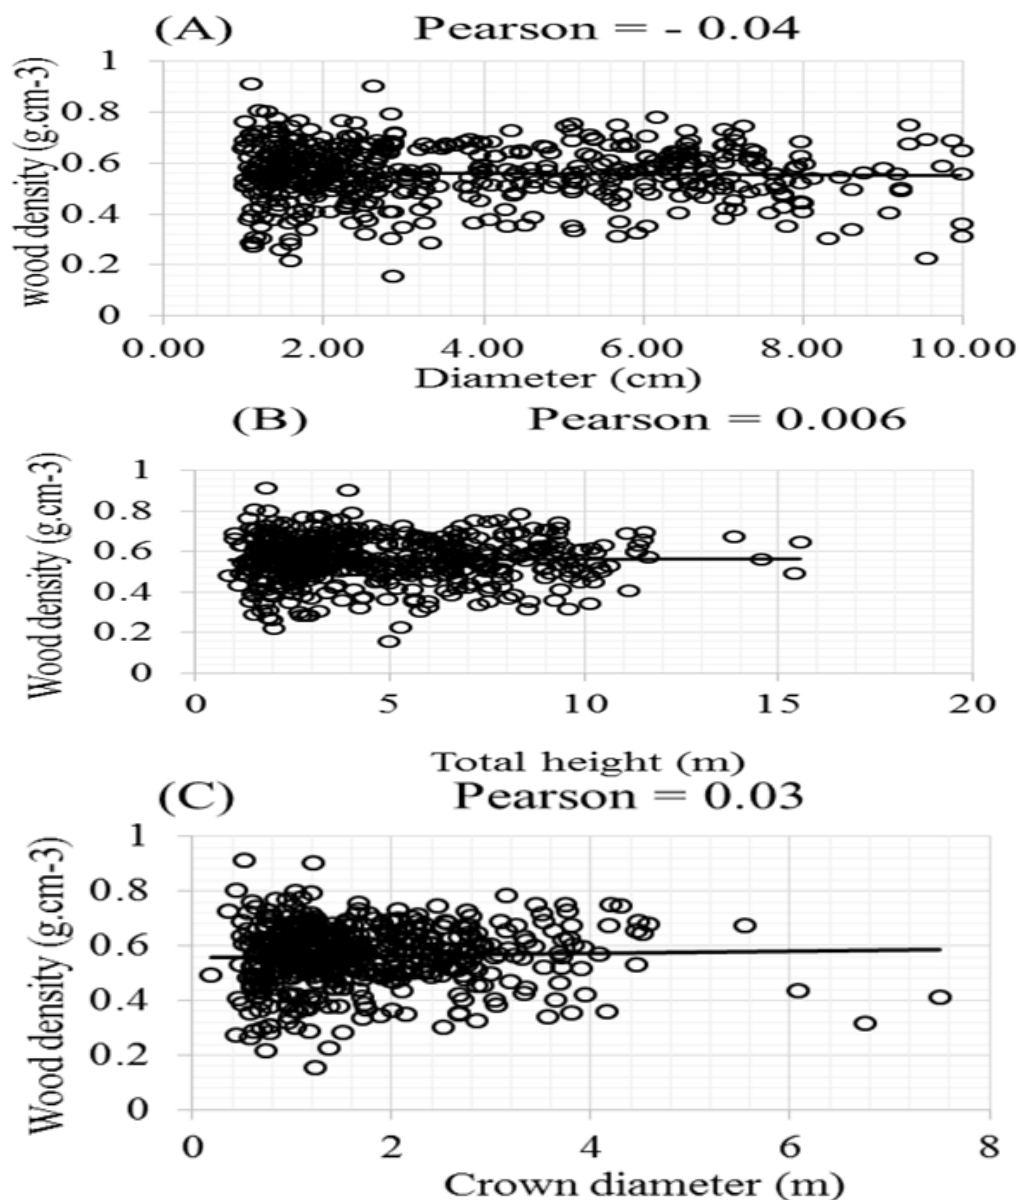 (A) Pearson = - 0.04
1
0.8
0.6
0.4
0.2
0
wood density (g.cm-3)
0.00 2.00 4.00 6.00 8.00 10.00
Diameter (cm)
(B) Pearson = 0.006
1
0.8
0.6
0.4
0.2
0
Wood density (g.cm-3)
0 5 10 15 20
Total height (m)
(C) Pearson = 0.03
1
0.8
0.6
0.4
0.2
0
Wood density (g.cm-3)
0 2 4 6 8
Crown diameter (m)